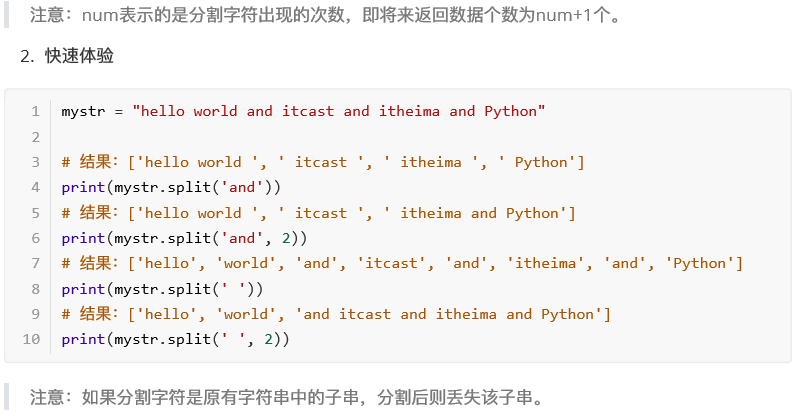 注意：num表示的是分割字符出现的次数，即将来返回数据个数为num+1个。
2. 快速体验
1 mystr = "hello world and itcast and itheima and Python"
2
3 # 结果：['hello world ', ' itcast ', ' itheima ', ' Python']
4 print(mystr.split('and'))
5 # 结果：['hello world ', ' itcast ', ' itheima and Python']
6 print(mystr.split('and', 2))
7 # 结果：['hello', 'world', 'and', 'itcast', 'and', 'itheima', 'and', 'Python']
8 print(mystr.split(' '))
9 # 结果：['hello', 'world', 'and itcast and itheima and Python']
10 print(mystr.split(' ', 2))
注意：如果分割字符是原有字符串中的子串，分割后则丢失该子串。